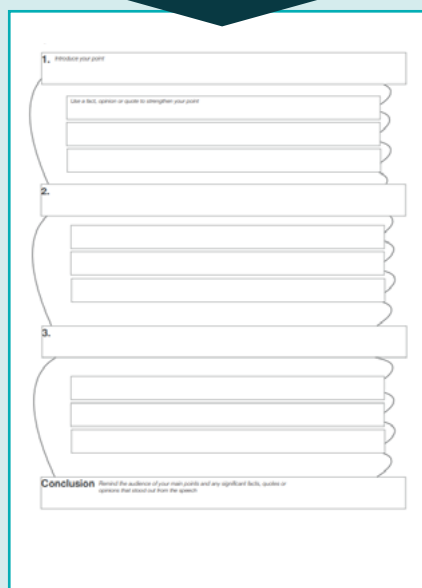 1. Introduce your point
Use a fact, opinion or quote to strengthen your point
2.
3.
Conclusion Remind the audience of your main points and any significant facts, quotes or
opinions that stood out from the speech